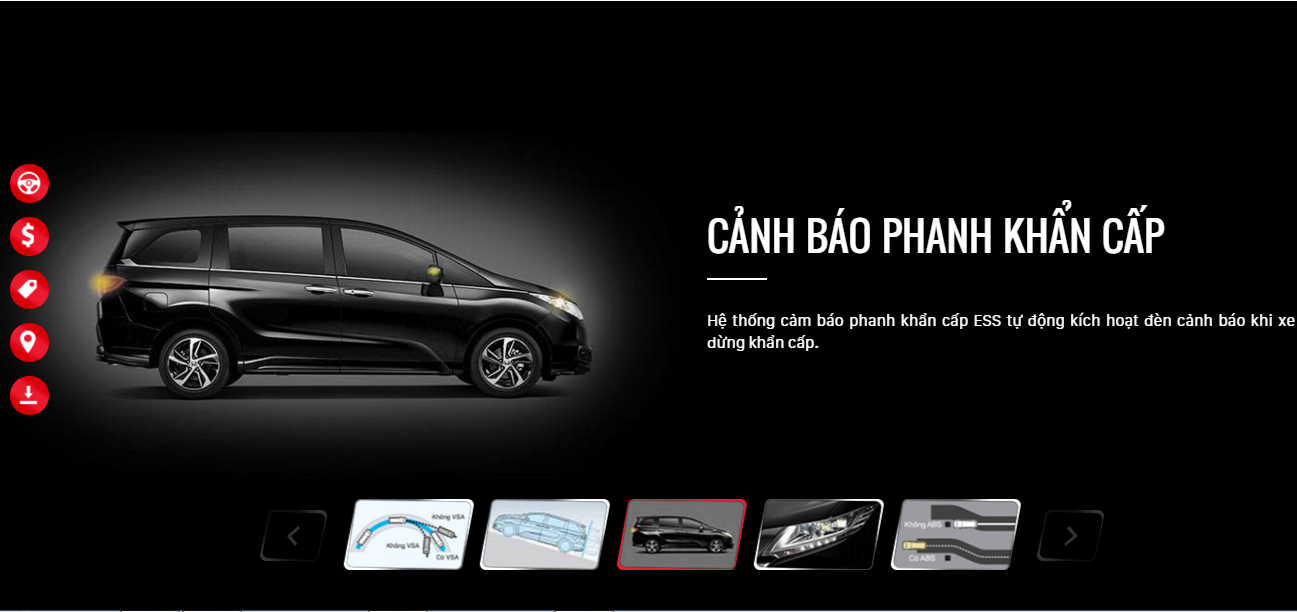 CẢNH BÁO PHANH KHẨN CẤP
Hệ thống cảm báo phanh khẩn cấp ESS tự động kích hoạt đèn cảnh báo khi xe
dừng khẩn cấp.
Không VSA
Không VSA
Có VSA
Không ABS
Có ABS